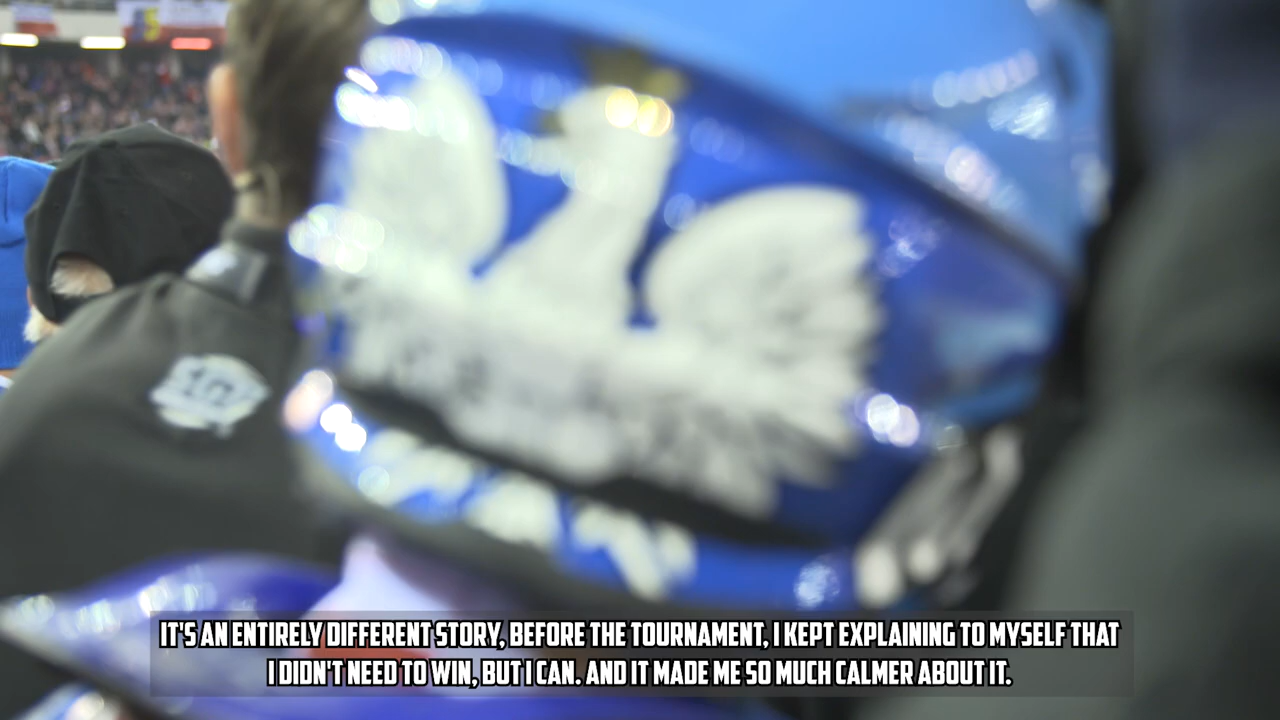 IT'S AN ENTIRELY DIFFERENT STORY, BEFORE THE TOURNAMENT, I KEPT EXPLAINING TO MYSELF THAT
I DIDN'T NEED TO WIN, BUT I CAN. AND IT MADE ME SO MUCH CALMER ABOUT IT.